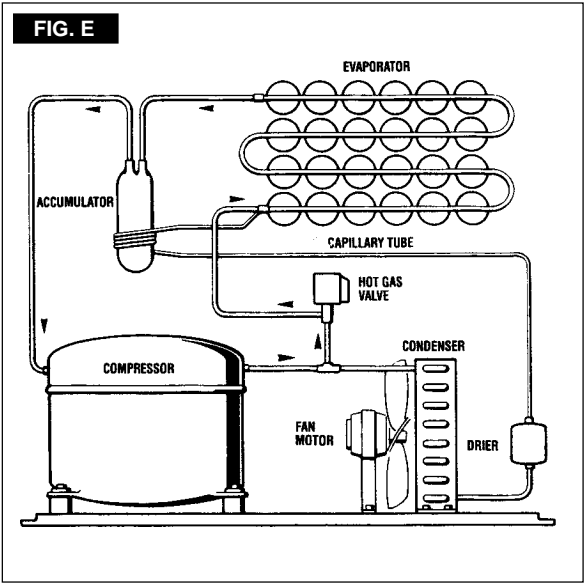 FIG. E
EVAPORATOR
ACCUMULATOR
CAPILLARY TUBE
HOT GAS
VALVE
CONDENSER
COMPRESSOR
FAN
MOTOR
DRIER